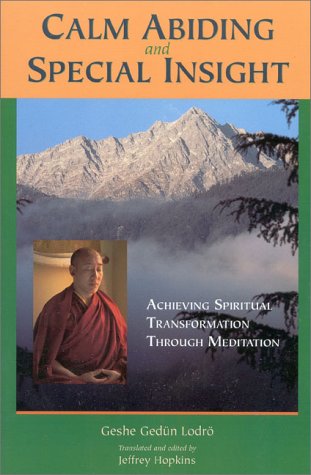 CALM ABIDING
and
SPECIAL INSIGHT
ACHIEVING SPIRITUAL
TRANSFORMATION
THROUGH MEDITATION
Geshe Gedün Lodrö
Translated and edited by
Jeffrey Hopkins